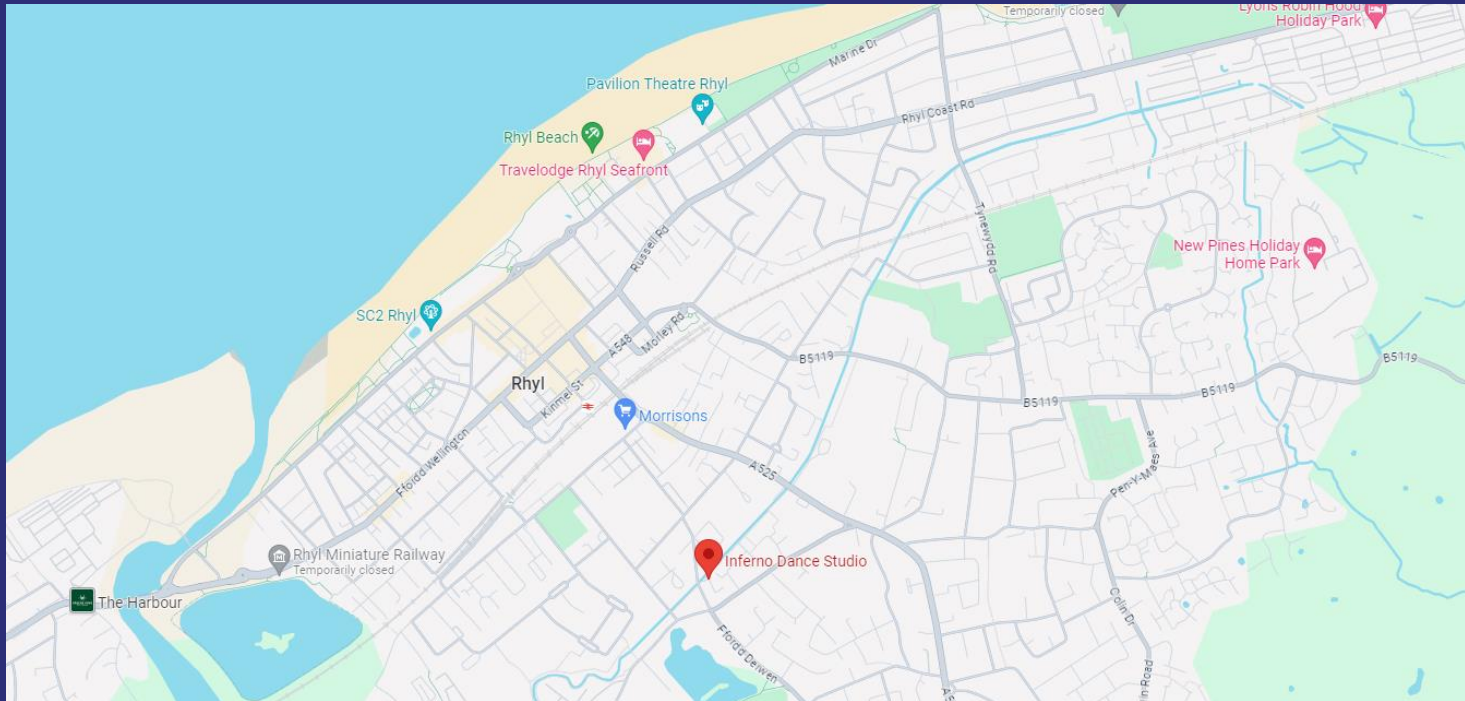 Temporarily closed
Lyons Robin Hood
Holiday Park
Marine Dr
Pavilion Theatre Rhyl
Rhyl Coast Rd
Rhyl Beach
Travelodge Rhyl Seafront
Tynewydd Rd
Russell Rd
New Pines Holiday
Home Park
SC2 Rhyl
A548
Morley Rd
B5119
B5119
Rhyl
Kinmel St
B5119
B5119
Morrisons
Ffordd Wellington
Pen-Y-Maes Ave
A525
Rhyl Miniature Railway
Temporarily closed
Inferno Dance Studio
The Harbour
Colin Dr
Ffordd Derwen